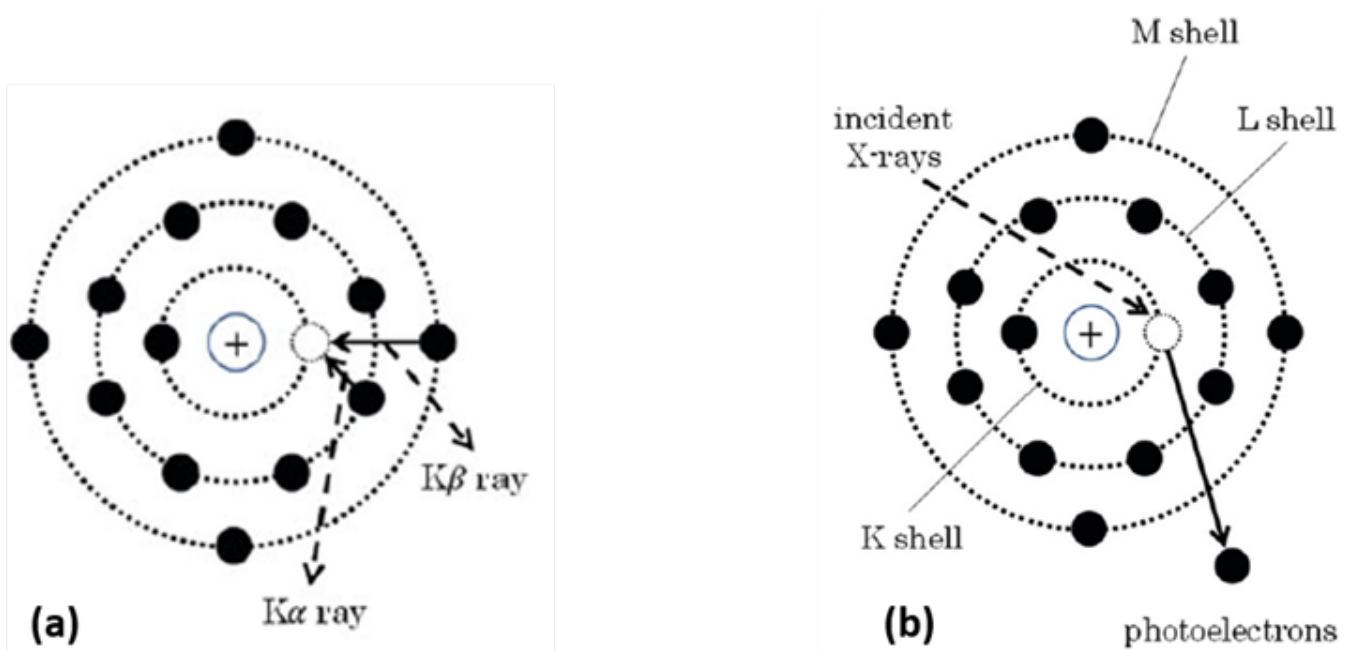 +
Kβ ray
Kα ray
(a)
M shell
incident
X-rays
L shell
+
K shell
(b)
photoelectrons